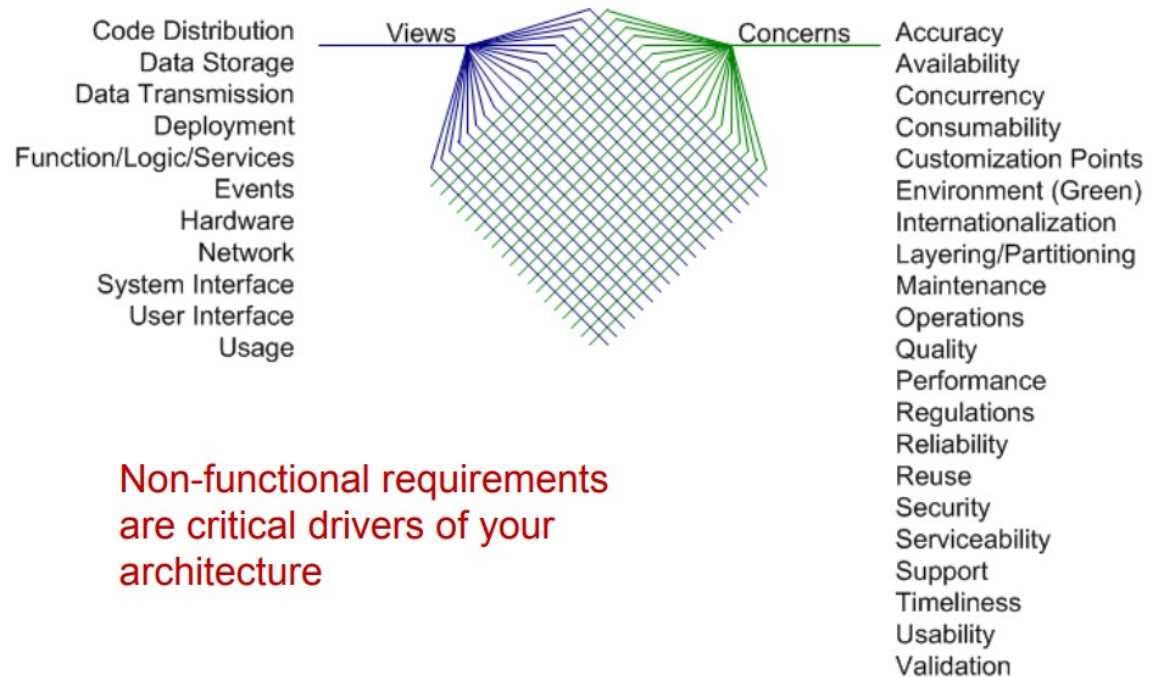 Code Distribution
Data Storage
Data Transmission
Deployment
Function/Logic/Services
Events
Hardware
Network
System Interface
User Interface
Usage
Views
Concerns
Accuracy
Availability
Concurrency
Consumability
Customization Points
Environment (Green)
Internationalization
Layering/Partitioning
Maintenance
Operations
Quality
Performance
Regulations
Reliability
Reuse
Security
Serviceability
Support
Timeliness
Usability
Validation
Non-functional requirements
are critical drivers of your
architecture